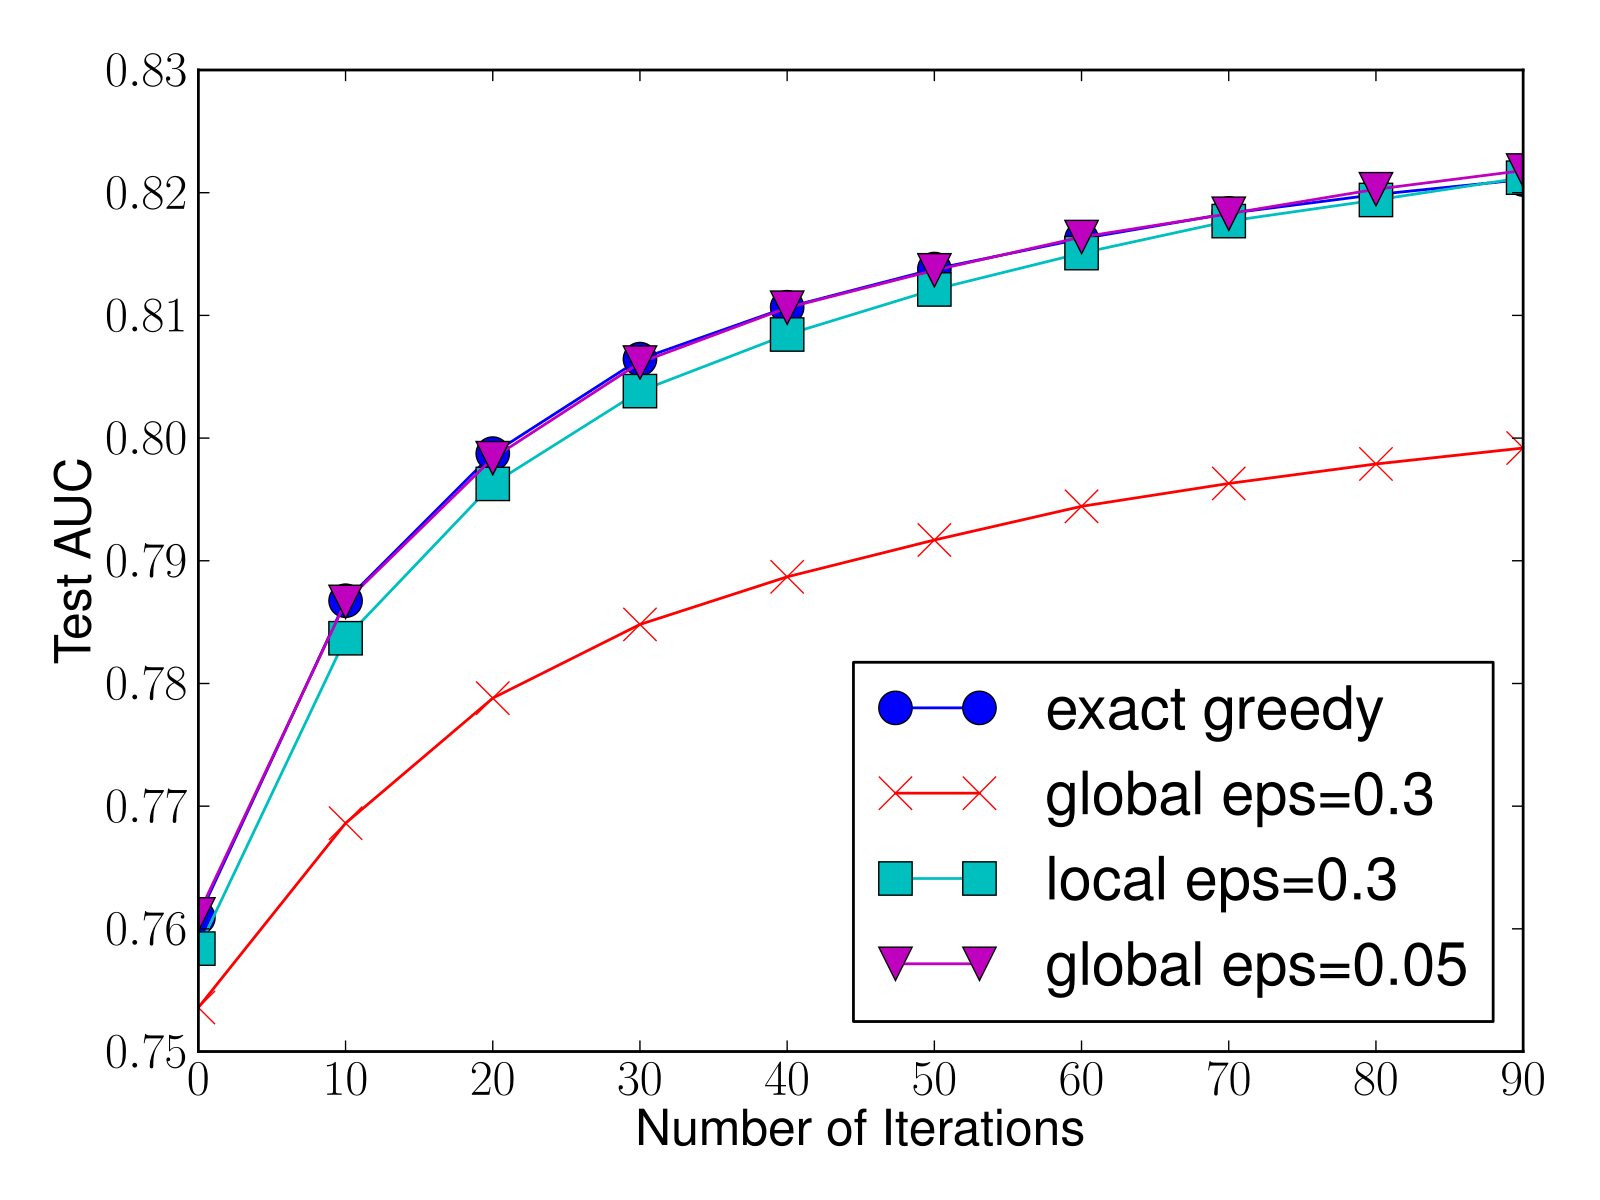 0.83
0.82
0.81
0.80
0.79
0.78
0.77
0.76
0.75
Test AUC
exact greedy
global eps=0.3
local eps=0.3
global eps=0.05
0 10 20 30 40 50 60 70 80 90
Number of Iterations